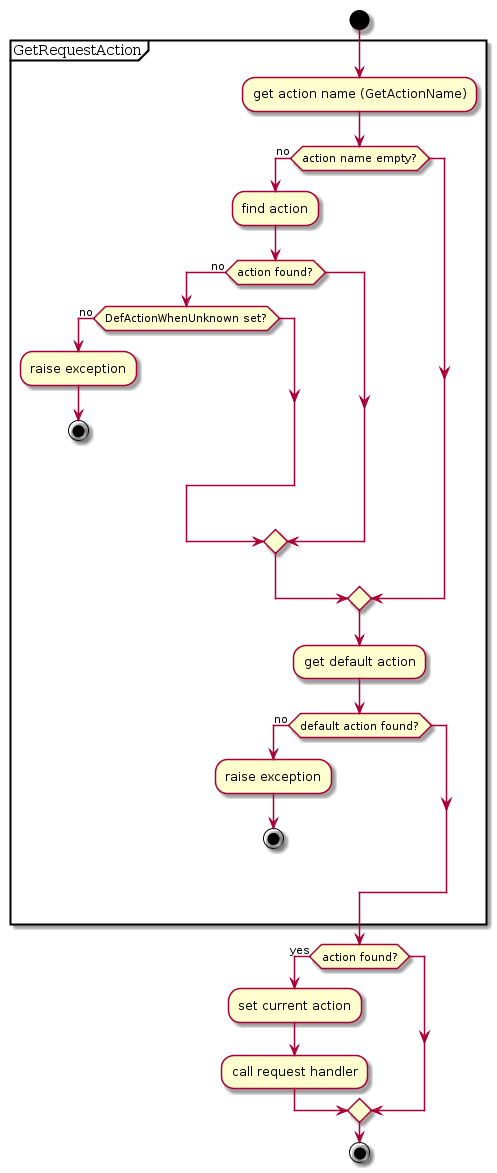 GetRequestAction
get action name (GetActionName)
no
action name empty?
find action
no
action found?
no
DefActionWhenUnknown set?
raise exception
get default action
no
default action found?
raise exception
yes
action found?
set current action
call request handler